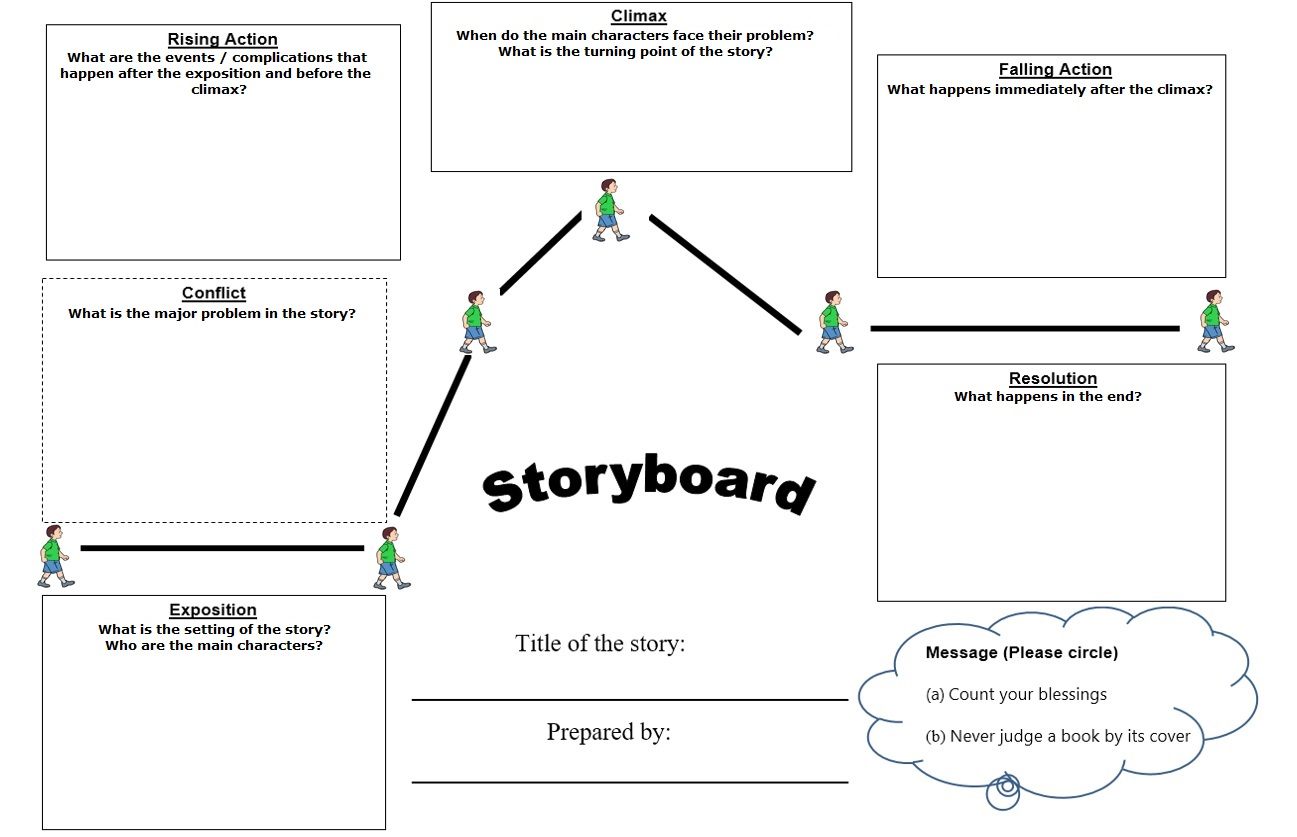 Rising Action
What are the events / complications that
happen after the exposition and before the
climax?
Climax
When do the main characters face their problem?
What is the turning point of the story?
Falling Action
What happens immediately after the climax?
Conflict
What is the major problem in the story?
Resolution
What happens in the end?
Storyboard
Exposition
What is the setting of the story?
Who are the main characters?
Title of the story:
Prepared by:
Message (Please circle)
(a) Count your blessings
(b) Never judge a book by its cover